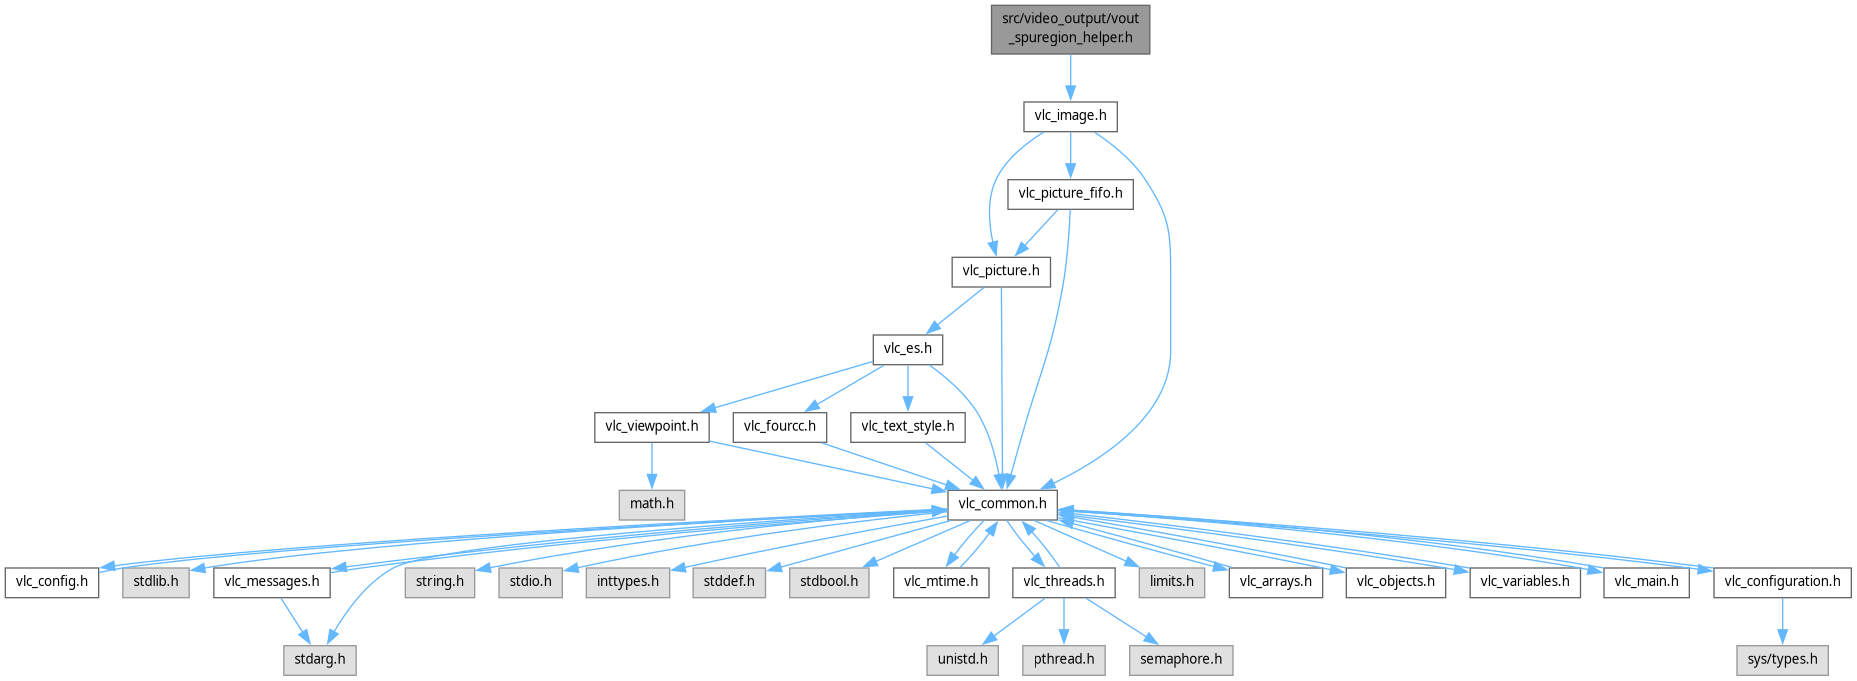 src/video_output/vout
_spuregion_helper.h
vlc_image.h
vlc_picture_fifo.h
vlc_picture.h
vlc_es.h
vlc_viewpoint.h
vlc_fourcc.h
vlc_text_style.h
math.h
vlc_common.h
vlc_config.h
stdlib.h
vlc_messages.h
string.h
stdio.h
inttypes.h
stddef.h
stdbool.h
vlc_mtime.h
vlc_threads.h
limits.h
vlc_arrays.h
vlc_objects.h
vlc_variables.h
vlc_main.h
vlc_configuration.h
stdarg.h
unistd.h
pthread.h
semaphore.h
sys/types.h